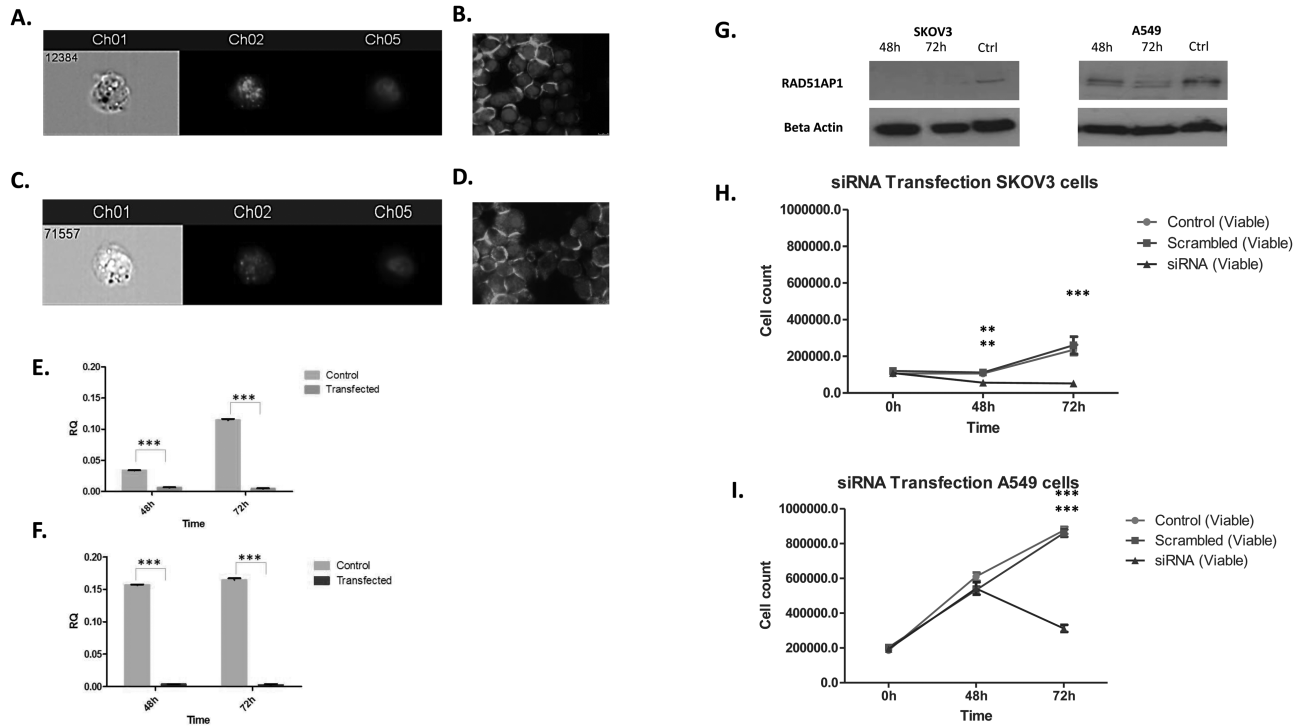 A.
Ch01 Ch02 Ch05
12384
B.
C.
Ch01 Ch02 Ch05
71557
D.
E.
0.20
0.15
0.10
0.05
0.00
RQ
***
***
48h
72h
Time
Control
Transfected
F.
0.20
0.15
0.10
0.05
0.00
RQ
***
***
48h
72h
Time
Control
Transfected
G.
SKOV3
48h 72h Ctrl
A549
48h 72h Ctrl
RAD51AP1
Beta Actin
H.
siRNA Transfection SKOV3 cells
1000000.0
800000.0
600000.0
400000.0
200000.0
0.0
Cell count
**
**
***
0h 48h 72h
Time
Control (Viable)
Scrambled (Viable)
siRNA (Viable)
I.
siRNA Transfection A549 cells
***
***
1000000.0
800000.0
600000.0
400000.0
200000.0
0.0
Cell count
0h 48h 72h
Time
Control (Viable)
Scrambled (Viable)
siRNA (Viable)